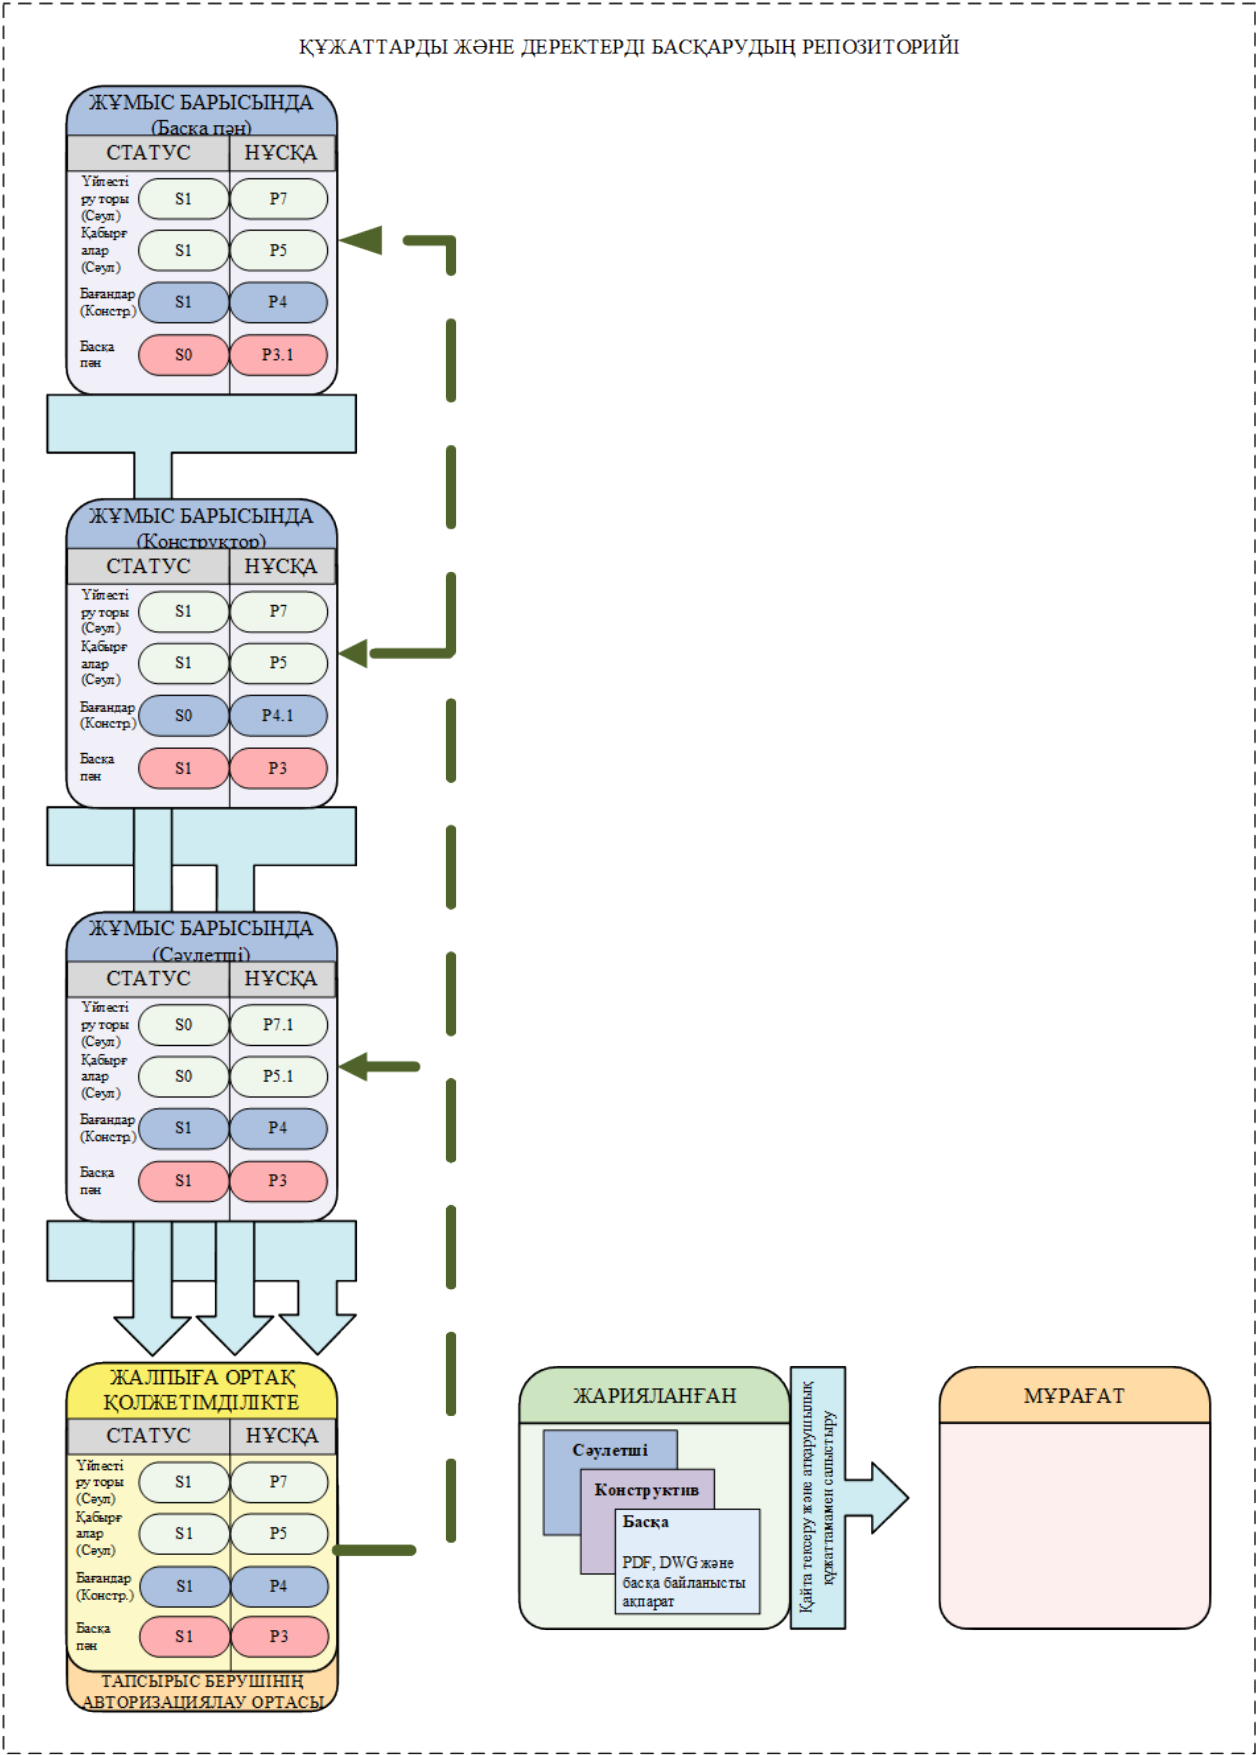 ҚҰЖАТТАРДЫ ЖӘНЕ ДЕРЕКТЕРДІ БАСҚАРУДЫҢ РЕПОЗИТОРИЙІ
ЖҰМЫС БАРЫСЫНДА
(Басқа пән)
СТАТУС НҰСҚА
Үйлесті
ру торы
(Сәул)
S1 P7
Қабырғ
алар
(Сәул)
S1 P5
Бағандар
(Констр.)
S1 P4
Басқа
пән
S0 P3.1
ЖҰМЫС БАРЫСЫНДА
(Конструктор)
СТАТУС НҰСҚА
Үйлесті
ру торы
(Сәул)
S1 P7
Қабырғ
алар
(Сәул)
S1 P5
Бағандар
(Констр.)
S0 P4.1
Басқа
пән
S1 P3
ЖҰМЫС БАРЫСЫНДА
(Сәулетші)
СТАТУС НҰСҚА
Үйлесті
ру торы
(Сәул)
S0 P7.1
Қабырғ
алар
(Сәул)
S0 P5.1
Бағандар
(Констр.)
S1 P4
Басқа
пән
S1 P3
ЖАЛПЫҒА ОРТАҚ
ҚОЛЖЕТІМДІЛІКТЕ
СТАТУС НҰСҚА
Үйлесті
ру торы
(Сәул)
S1 P7
Қабырғ
алар
(Сәул)
S1 P5
Бағандар
(Констр.)
S1 P4
Басқа
пән
S1 P3
ТАПСЫРЫС БЕРУШІНІҢ
АВТОРИЗАЦИЯЛАУ ОРТАСЫ
ЖАРИЯЛАНҒАН
Сәулетші
Конструктив
Басқа
PDF, DWG және
басқа байланысты
ақпарат
Қайта тексеру және атқарушылық
құжаттамамен салыстыру
МҰРАҒАТ